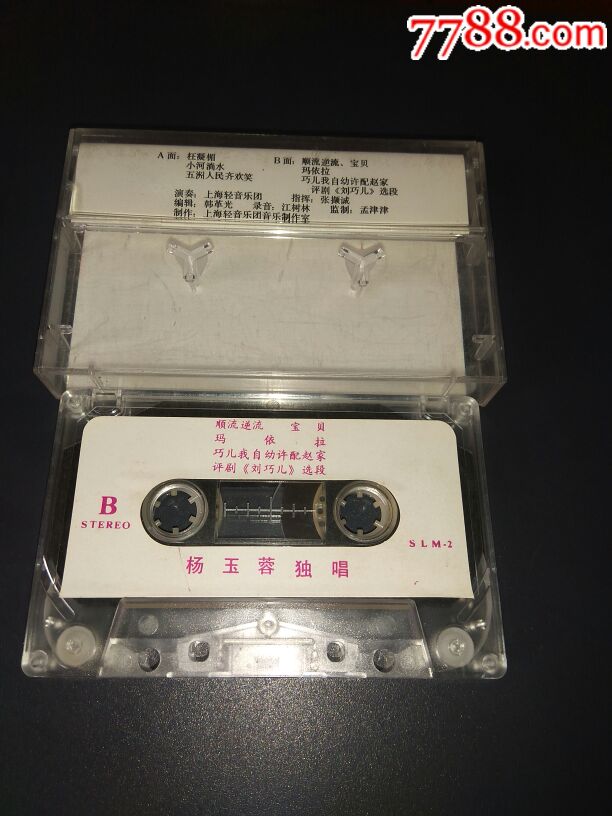 7788.com
A 面：枉凝楣
小河滴水
五洲人民齐欢笑
B 面：顺流逆流、宝贝
玛依拉
巧儿我自幼许配赵家
评剧《刘巧儿》选段
演奏：上海轻音乐团 指挥：张撷诚
编辑：韩革光 录音：江树林 监制：孟津津
制作：上海轻音乐团音乐制作室
顺流逆流 宝贝
玛依拉
巧儿我自幼许配赵家
评剧《刘巧儿》选段
B
STEREO
SLM-2
杨玉蓉独唱